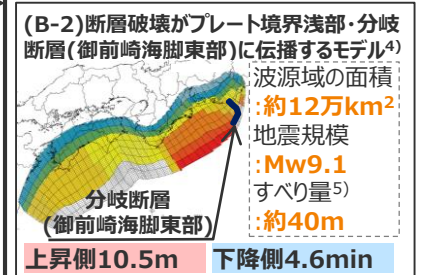 (B-2)断層破壊がプレート境界浅部・分岐
断層(御前崎海脚東部)に伝播するモデル4)
波源域の面積
:約12万km2
地震規模
:Mw9.1
すべり量5)
:約40m
分岐断層
(御前崎海脚東部)
上昇側10.5m 下降側4.6min